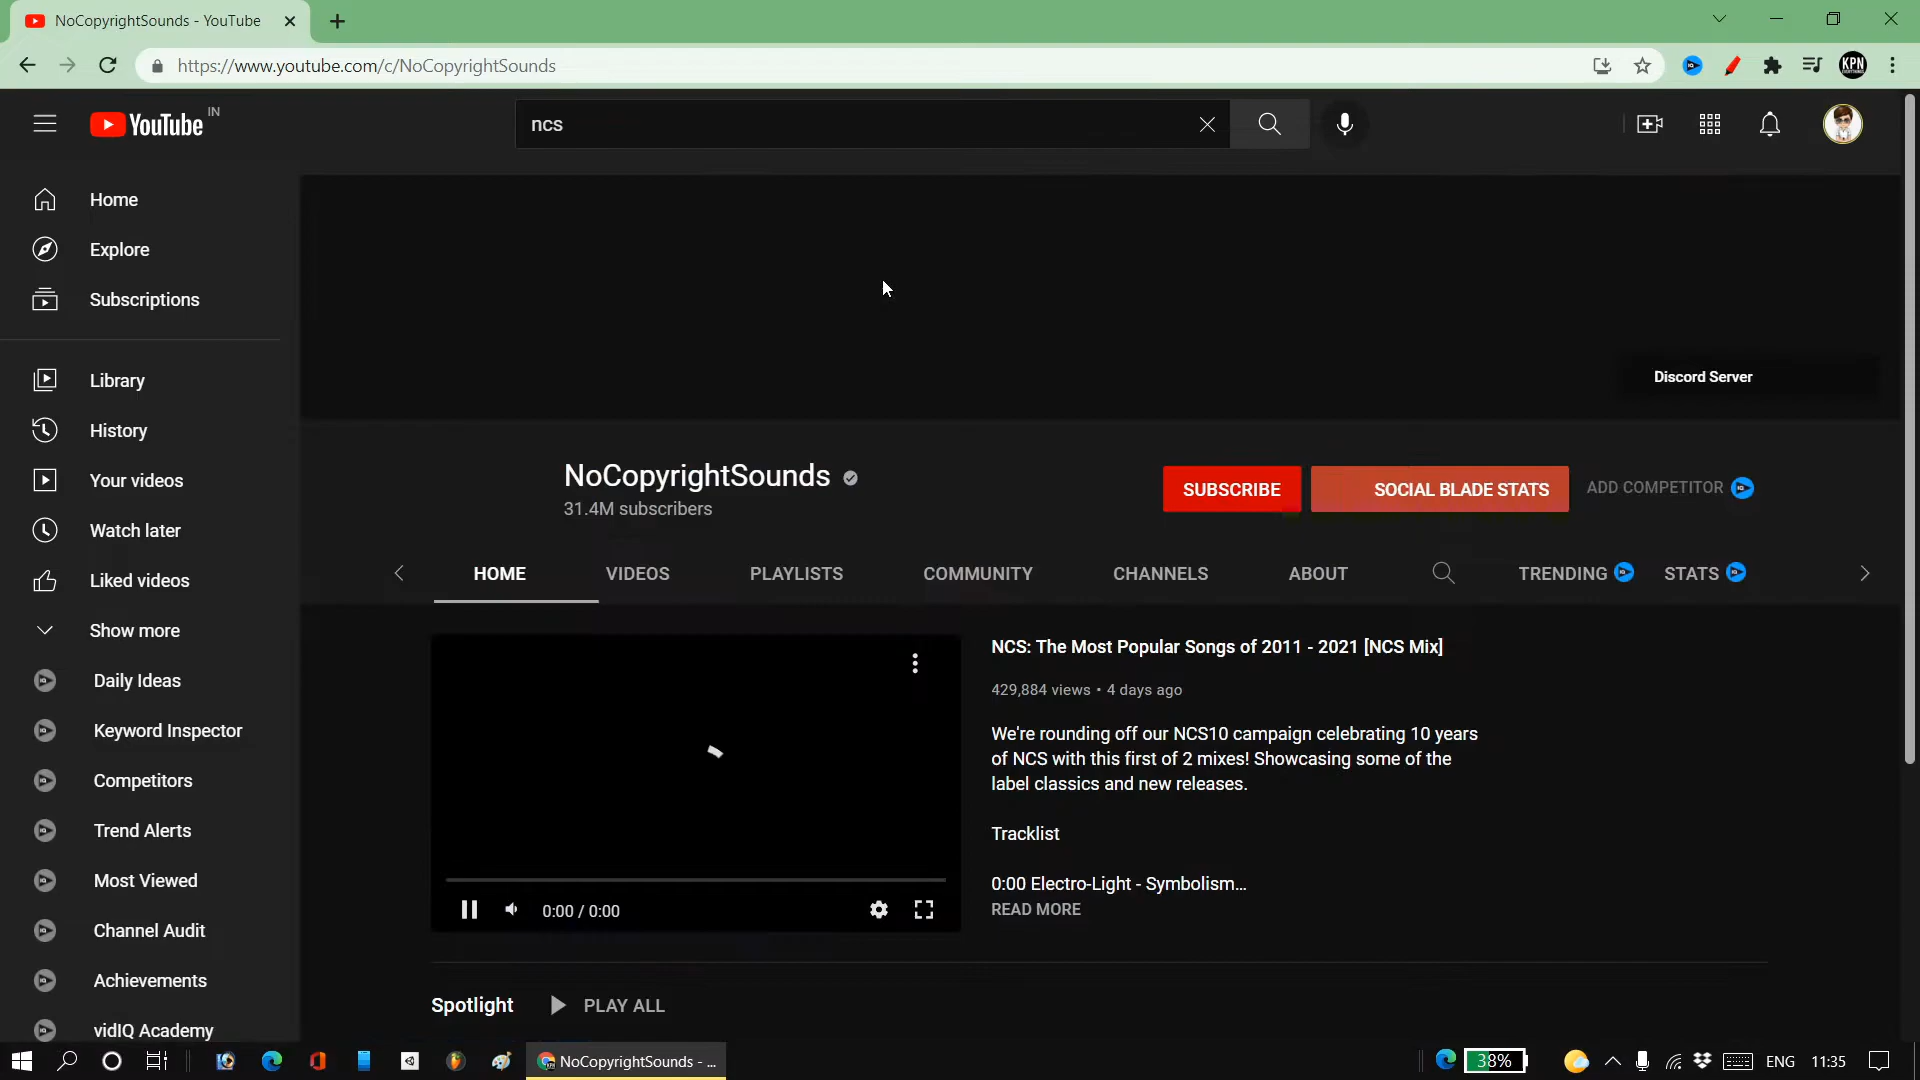 NoCopyrightSounds - YouTube
https://www.youtube.com/c/NoCopyrightSounds
KPN
YouTube IN
ncs
Home
Explore
Subscriptions
Library
History
Your videos
Watch later
Liked videos
Show more
Daily Ideas
Keyword Inspector
Competitors
Trend Alerts
Most Viewed
Channel Audit
Achievements
vidIQ Academy
Discord Server
NoCopyrightSounds
31.4M subscribers
SUBSCRIBE
SOCIAL BLADE STATS
ADD COMPETITOR
HOME
VIDEOS
PLAYLISTS
COMMUNITY
CHANNELS
ABOUT
TRENDING
STATS
0:00 / 0:00
NCS: The Most Popular Songs of 2011 - 2021 [NCS Mix]
429,884 views • 4 days ago
We're rounding off our NCS10 campaign celebrating 10 years
of NCS with this first of 2 mixes! Showcasing some of the
label classics and new releases.
Tracklist
0:00 Electro-Light - Symbolism...
READ MORE
Spotlight
PLAY ALL
NoCopyrightSounds - ...
38%
ENG
11:35